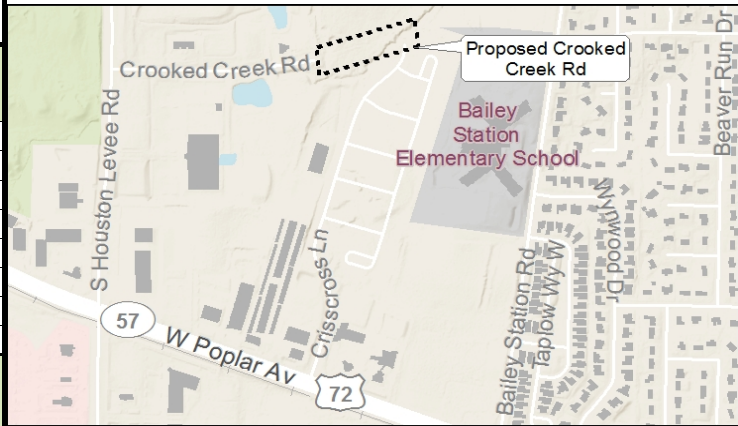 Proposed Crooked
Creek Rd
Crooked Creek Rd
Beaver Run Dr
Bailey
Station
Elementary School
S Houston Levee Rd
Wynwood Dr
Crisscross Ln
Bailey Station Rd
Taplow Wy W
57
W Poplar Av
72